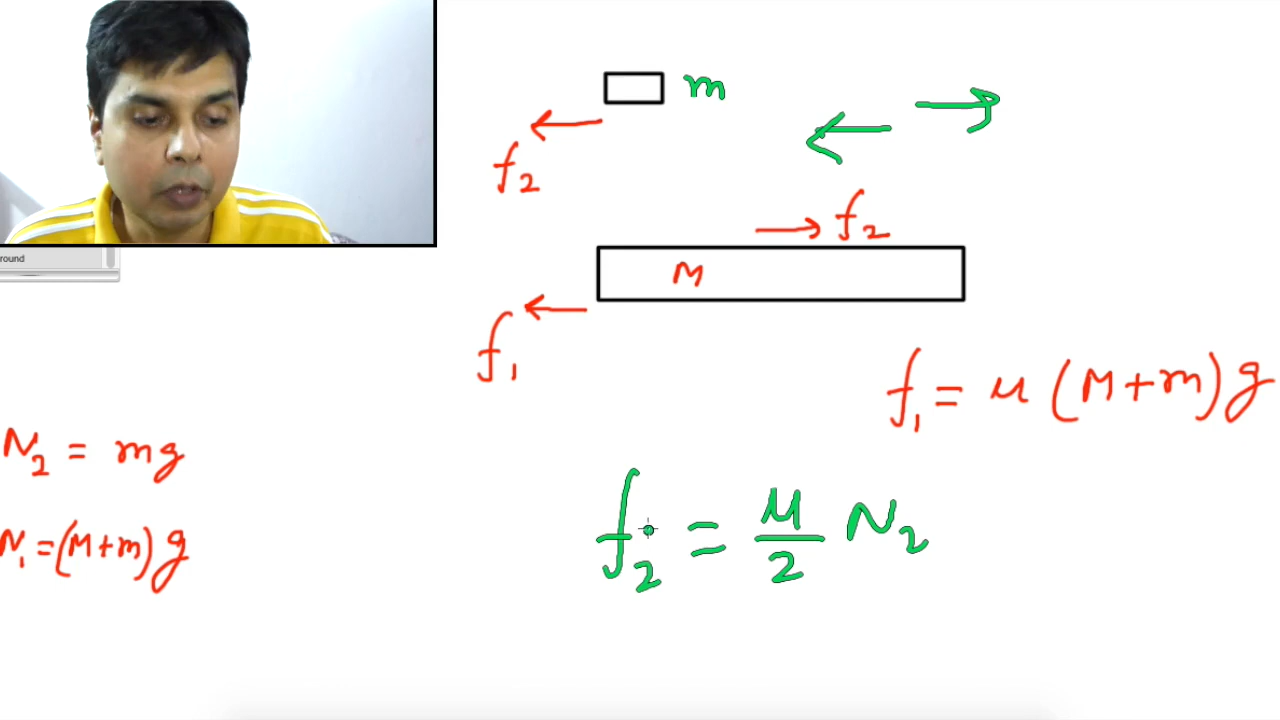 m
f₂
f₂
round
M
f₁
f₁ = μ (M+m) g
N₂ = mg
f₂ = μ/2 N₂
N₁ = (M+m) g